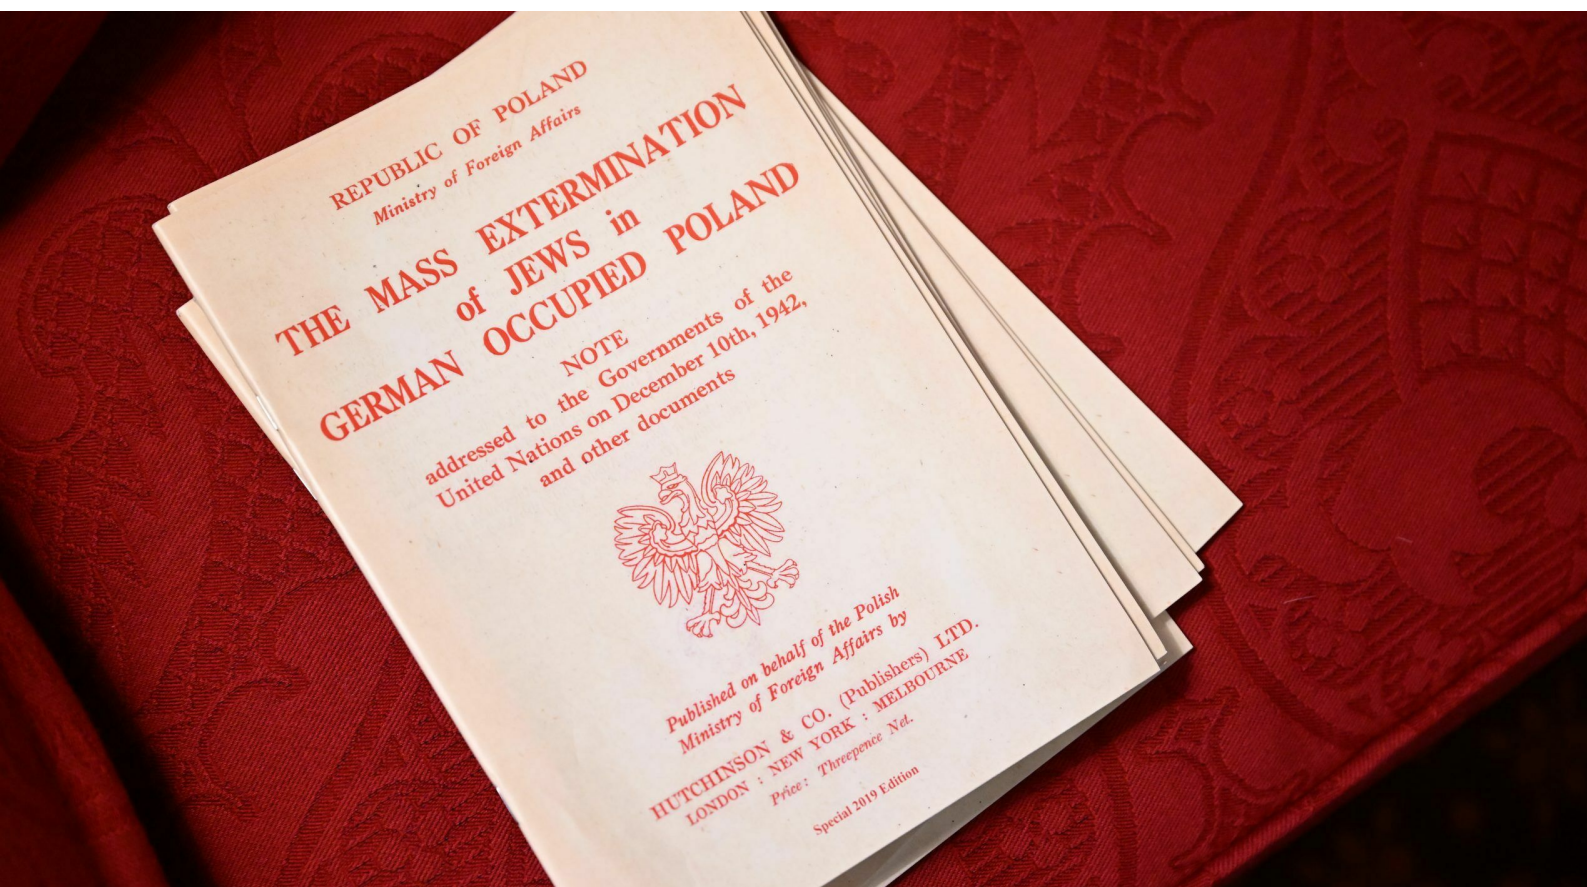 REPUBLIC OF POLAND
Ministry of Foreign Affairs
THE MASS EXTERMINATION
of JEWS in
GERMAN OCCUPIED POLAND
NOTE
addressed to the Governments of the
United Nations on December 10th, 1942,
and other documents
Published on behalf of the Polish
Ministry of Foreign Affairs by
HUTCHINSON & CO. (Publishers) LTD.
LONDON : NEW YORK : MELBOURNE
Price: Threepence Net.
Special 2019 Edition